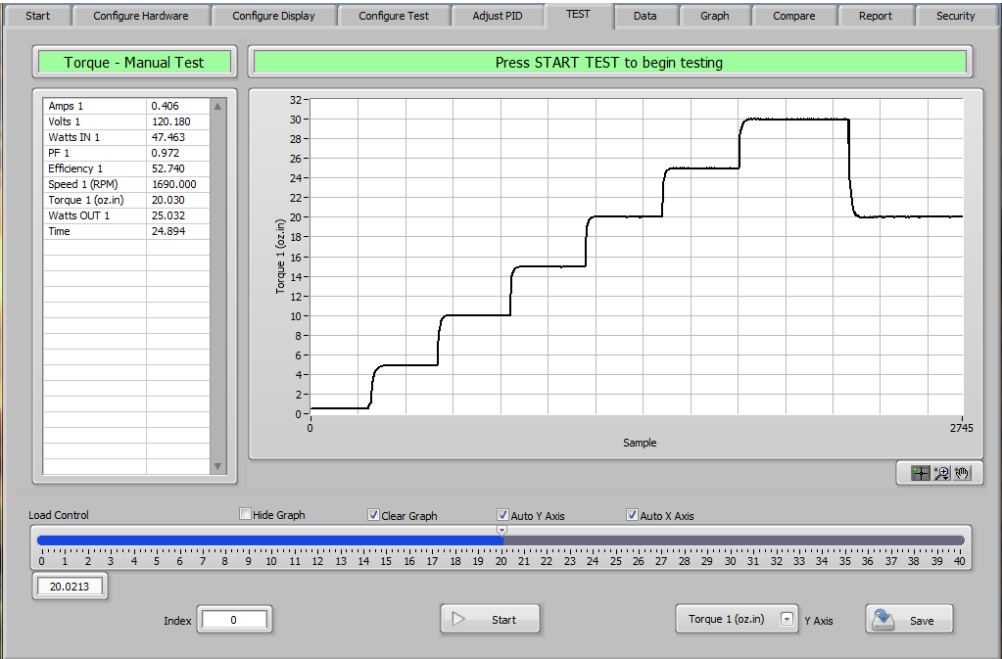 Start Configure Hardware Configure Display Configure Test Adjust PID TEST Data Graph Compare Report Security
Torque - Manual Test
Press START TEST to begin testing
Amps 1 0.406
Volts 1 120.180
Watts IN 1 47.463
PF 1 0.972
Efficiency 1 52.740
Speed 1 (RPM) 1690.000
Torque 1 (oz.in) 20.030
Watts OUT 1 25.032
Time 24.894
Torque 1 (oz.in)
32
30
28
26
24
22
20
18
16
14
12
10
8
6
4
2
0
0 2745
Sample
Load Control Hide Graph Clear Graph Auto Y Axis Auto X Axis
0 1 2 3 4 5 6 7 8 9 10 11 12 13 14 15 16 17 18 19 20 21 22 23 24 25 26 27 28 29 30 31 32 33 34 35 36 37 38 39 40
20.0213
Index 0 Start Torque 1 (oz.in) Y Axis Save